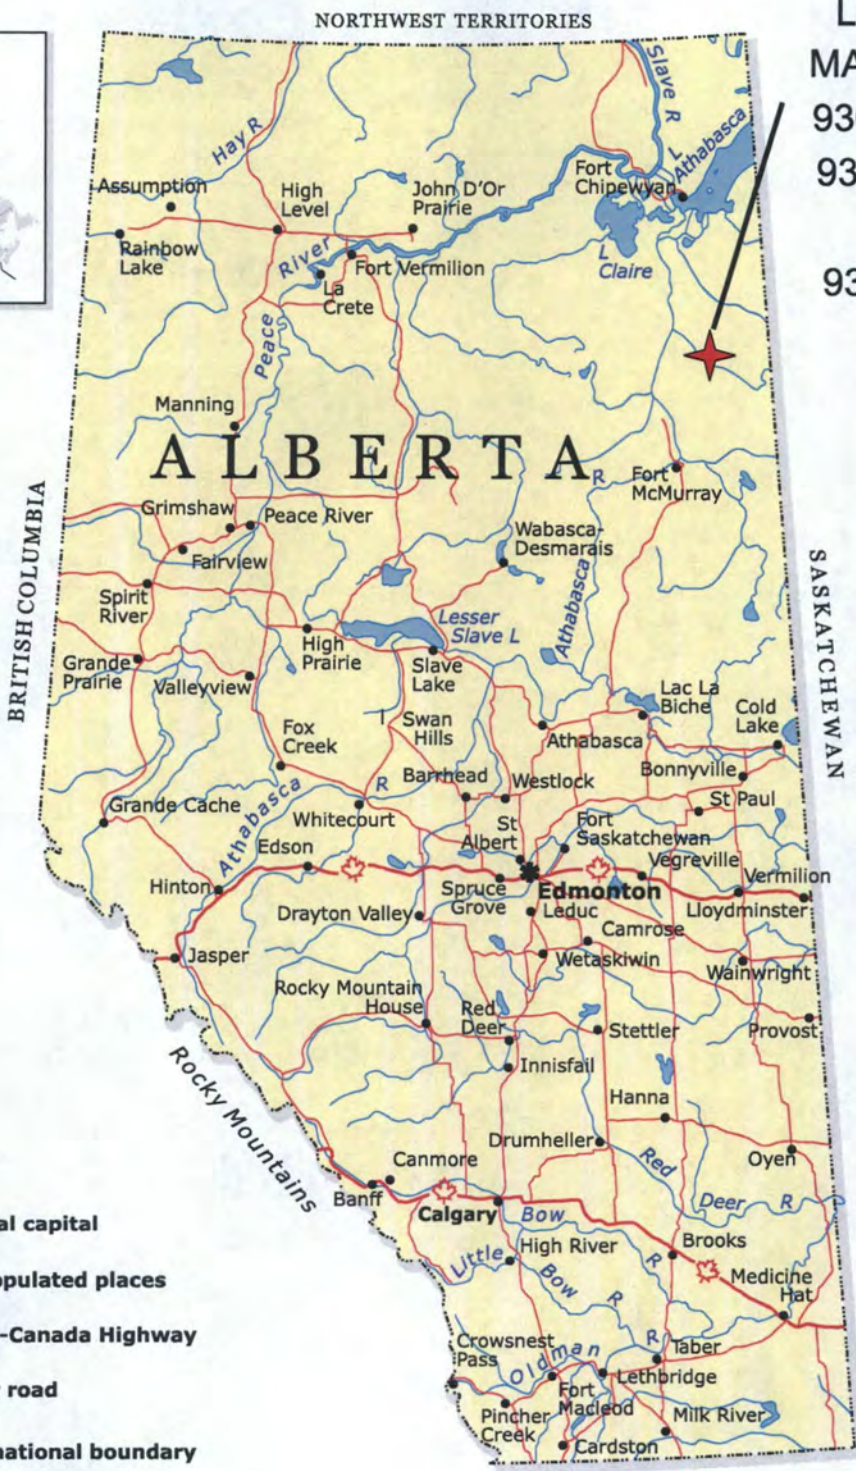 NORTHWEST TERRITORIES
L
MA
93
93
93
Slave R
L Athabasca
Hay R
Fort
Chipewyan
Assumption
High
Level
John D'Or
Prairie
L
Claire
Rainbow
Lake
River
Fort Vermilion
La
Crete
Peace
Manning
ALBERTA
R
Fort
McMurray
BRITISH COLUMBIA
Grimshaw
Peace River
Wabasca-
Desmarais
Fairview
SASKATCHEWAN
Spirit
River
Athabasca
Lesser
Slave L
High
Prairie
Grande
Prairie
Slave
Lake
Valleyview
Lac La
Biche
Cold
Lake
Swan
Hills
Fox
Creek
Athabasca
Bonnyville
Barrhead
Westlock
R
St Paul
Grande Cache
Athabasca
Whitecourt
St
Albert
Fort
Saskatchewan
Edson
Vegreville
Vermilion
Hinton
Spruce
Grove
Edmonton
Lloydminster
Drayton Valley
Leduc
Camrose
Jasper
Wetaskiwin
Wainwright
Rocky Mountain
House
Red
Deer
Stettler
Provost
Rocky Mountains
Innisfail
Hanna
Drumheller
Red
Oyen
Canmore
Banff
Deer R
al capital
Calgary
Bow
Brooks
High River
R
Little
Bow
R
opulated places
Medicine
Hat
-Canada Highway
Crowsnest
Pass
Oldman
R
Taber
Lethbridge
r road
Fort
Macleod
Pincher
Creek
Milk River
Cardston
national boundary